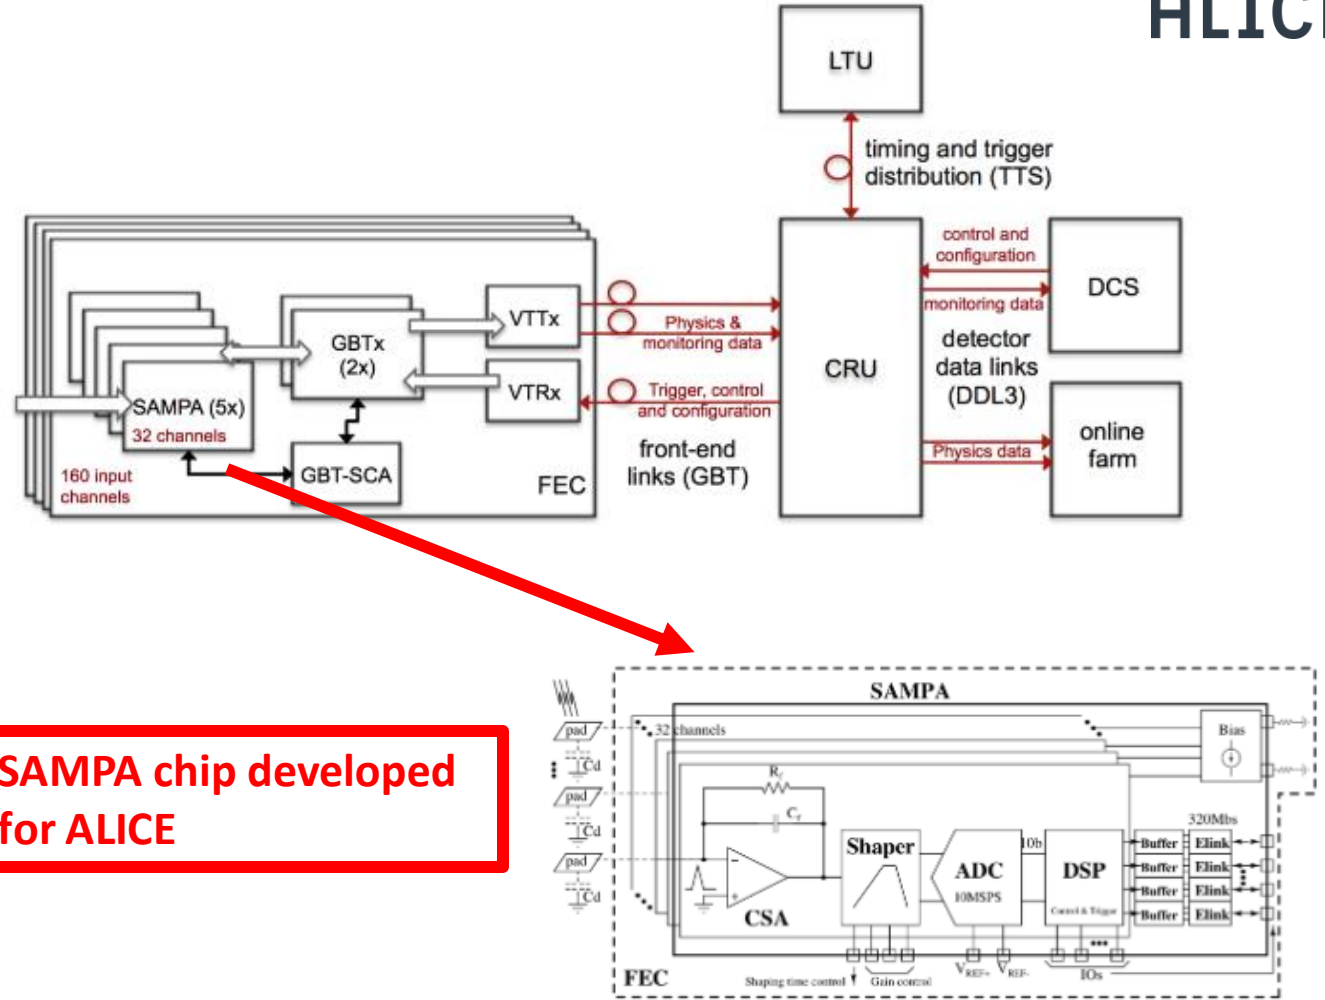 ALICE
LTU
timing and trigger
distribution (TTS)
control and
configuration
monitoring data
DCS
detector
data links
(DDL3)
CRU
VTTx
Physics &
monitoring data
GBTx
(2x)
VTRx
Trigger, control
and configuration
SAMPA (5x)
32 channels
front-end
links (GBT)
Physics data
online
farm
160 input
channels
GBT-SCA
FEC
SAMPA chip developed
for ALICE
SAMPA
pad
32 channels
Bias
Cd
Rf
pad
Cf
320Mbs
Cd
Shaper
10b
Buffer
Elink
pad
ADC
DSP
Buffer
Elink
10MSPS
Buffer
Elink
Cd
CSA
Control & Trigger
Buffer
Elink
FEC
Shaping time control
Gain control
VREF+
VREF-
IOs